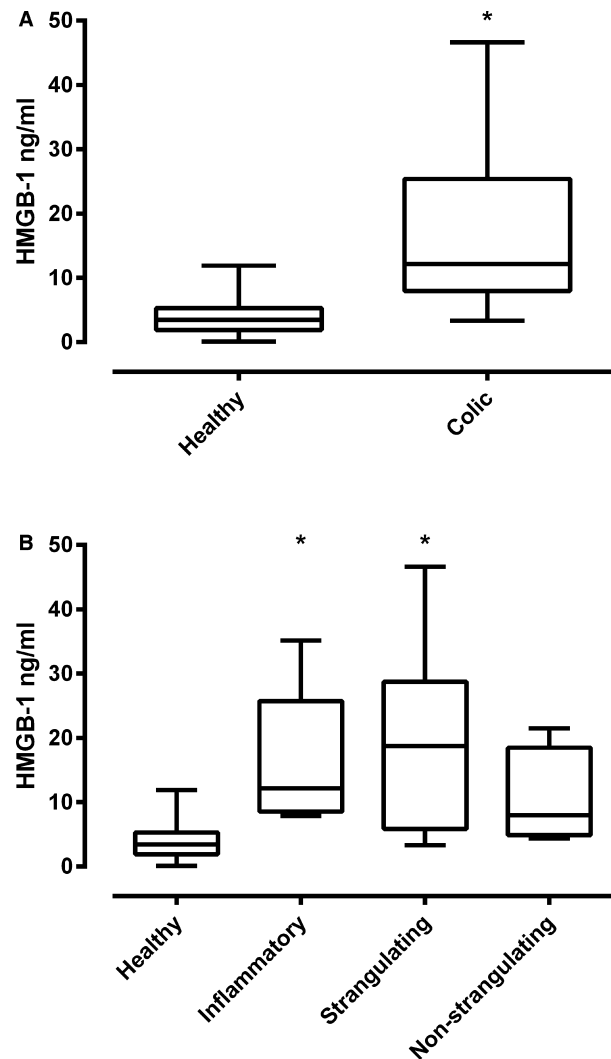 A
HMGB-1 ng/ml
50
40
30
20
10
0
*
Healthy
Colic
B
HMGB-1 ng/ml
50
40
30
20
10
0
*
*
Healthy
Inflammatory
Strangulating
Non-strangulating